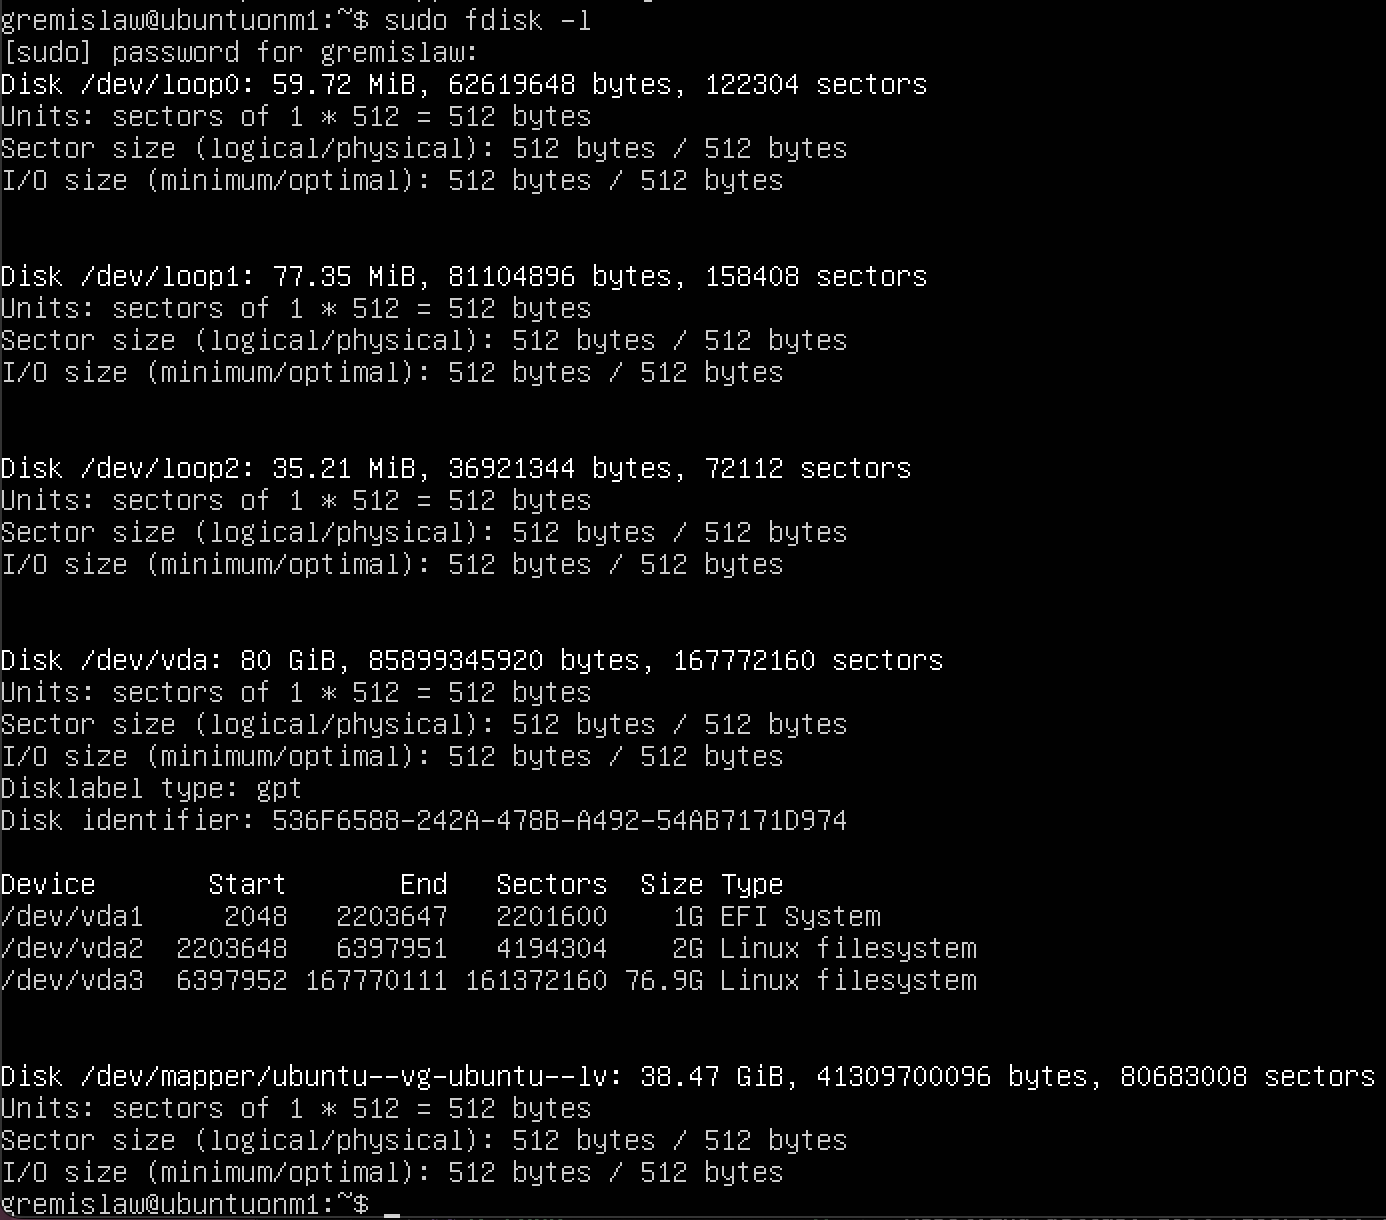 gremislaw@ubuntuonm1:~$ sudo fdisk -l
[sudo] password for gremislaw:
Disk /dev/loop0: 59.72 MiB, 62619648 bytes, 122304 sectors
Units: sectors of 1 * 512 = 512 bytes
Sector size (logical/physical): 512 bytes / 512 bytes
I/O size (minimum/optimal): 512 bytes / 512 bytes
Disk /dev/loop1: 77.35 MiB, 81104896 bytes, 158408 sectors
Units: sectors of 1 * 512 = 512 bytes
Sector size (logical/physical): 512 bytes / 512 bytes
I/O size (minimum/optimal): 512 bytes / 512 bytes
Disk /dev/loop2: 35.21 MiB, 36921344 bytes, 72112 sectors
Units: sectors of 1 * 512 = 512 bytes
Sector size (logical/physical): 512 bytes / 512 bytes
I/O size (minimum/optimal): 512 bytes / 512 bytes
Disk /dev/vda: 80 GiB, 85899345920 bytes, 167772160 sectors
Units: sectors of 1 * 512 = 512 bytes
Sector size (logical/physical): 512 bytes / 512 bytes
I/O size (minimum/optimal): 512 bytes / 512 bytes
Disklabel type: gpt
Disk identifier: 536F6588-242A-478B-A492-54AB7171D974
Device Start End Sectors Size Type
/dev/vda1 2048 2203647 2201600 1G EFI System
/dev/vda2 2203648 6397951 4194304 2G Linux filesystem
/dev/vda3 6397952 167770111 161372160 76.9G Linux filesystem
Disk /dev/mapper/ubuntu--vg-ubuntu--lv: 38.47 GiB, 41309700096 bytes, 80683008 sectors
Units: sectors of 1 * 512 = 512 bytes
Sector size (logical/physical): 512 bytes / 512 bytes
I/O size (minimum/optimal): 512 bytes / 512 bytes
gremislaw@ubuntuonm1:~$ _